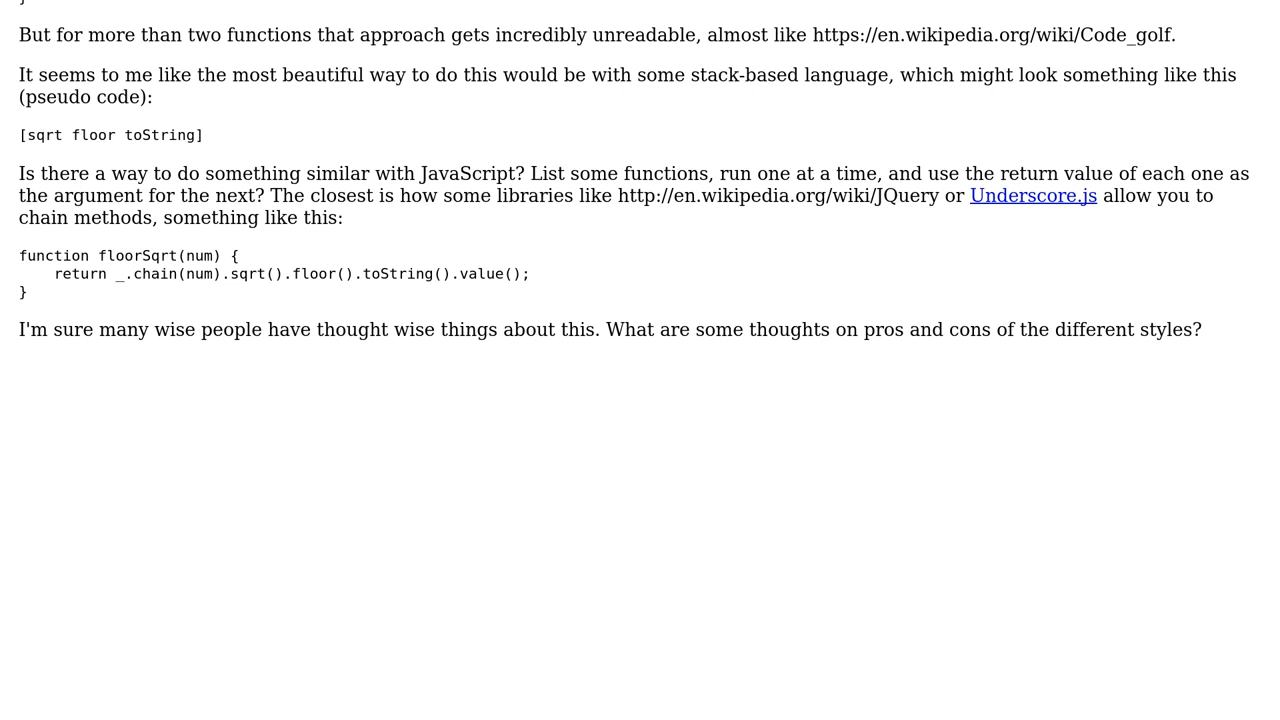 }
But for more than two functions that approach gets incredibly unreadable, almost like https://en.wikipedia.org/wiki/Code_golf.
It seems to me like the most beautiful way to do this would be with some stack-based language, which might look something like this
(pseudo code):
[sqrt floor toString]
Is there a way to do something similar with JavaScript? List some functions, run one at a time, and use the return value of each one as
the argument for the next? The closest is how some libraries like http://en.wikipedia.org/wiki/JQuery or Underscore.js allow you to
chain methods, something like this:
function floorSqrt(num) {
    return _.chain(num).sqrt().floor().toString().value();
}
I'm sure many wise people have thought wise things about this. What are some thoughts on pros and cons of the different styles?